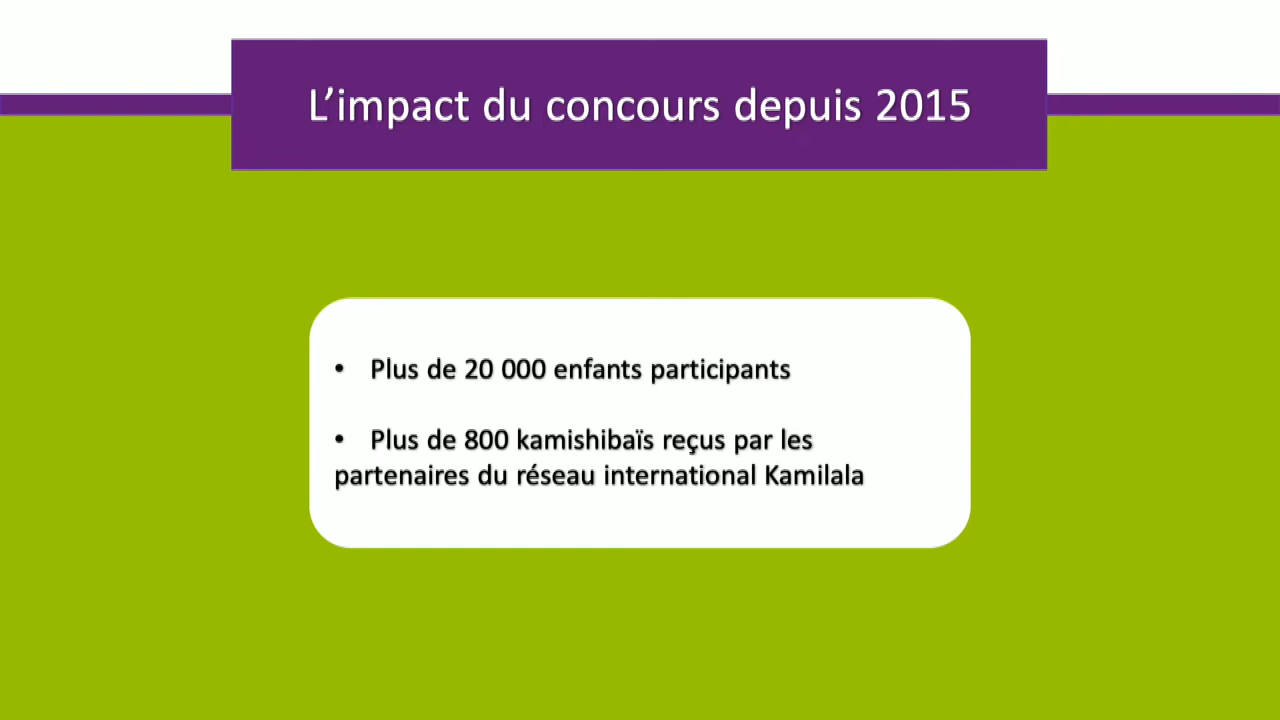 L’impact du concours depuis 2015
• Plus de 20 000 enfants participants
• Plus de 800 kamishibaïs reçus par les
partenaires du réseau international Kamilala